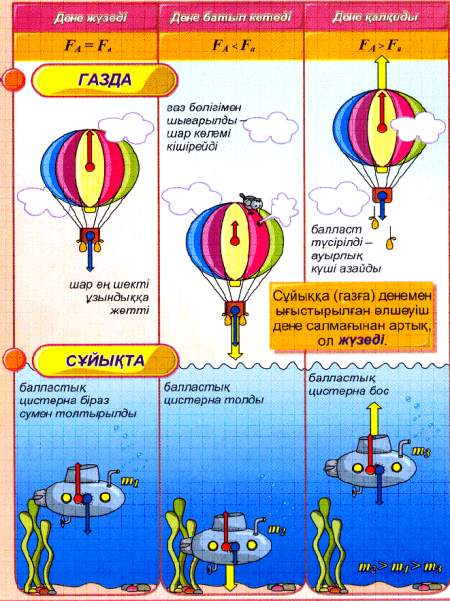 Дене жүзеді
Дене батып кетеді
Дене қалқиды
F_A = F_a
F_A < F_a
F_A > F_a
ГАЗДА
газ бөлігімен
шығарылды –
шар көлемі
кішірейді
шар ең шекті
ұзындыққа
жетті
балласт
түсірілді –
ауырлық
күші азайды
Сұйыққа (газға) денемен
ығыстырылған өлшеуіш
дене салмағынан артық,
ол жүзеді.
СҰЙЫҚТА
балластық
цистерна біраз
сумен толтырылды
балластық
цистерна толды
балластық
цистерна бос
m₁
m₂
m₃
m₂ > m₁ > m₃